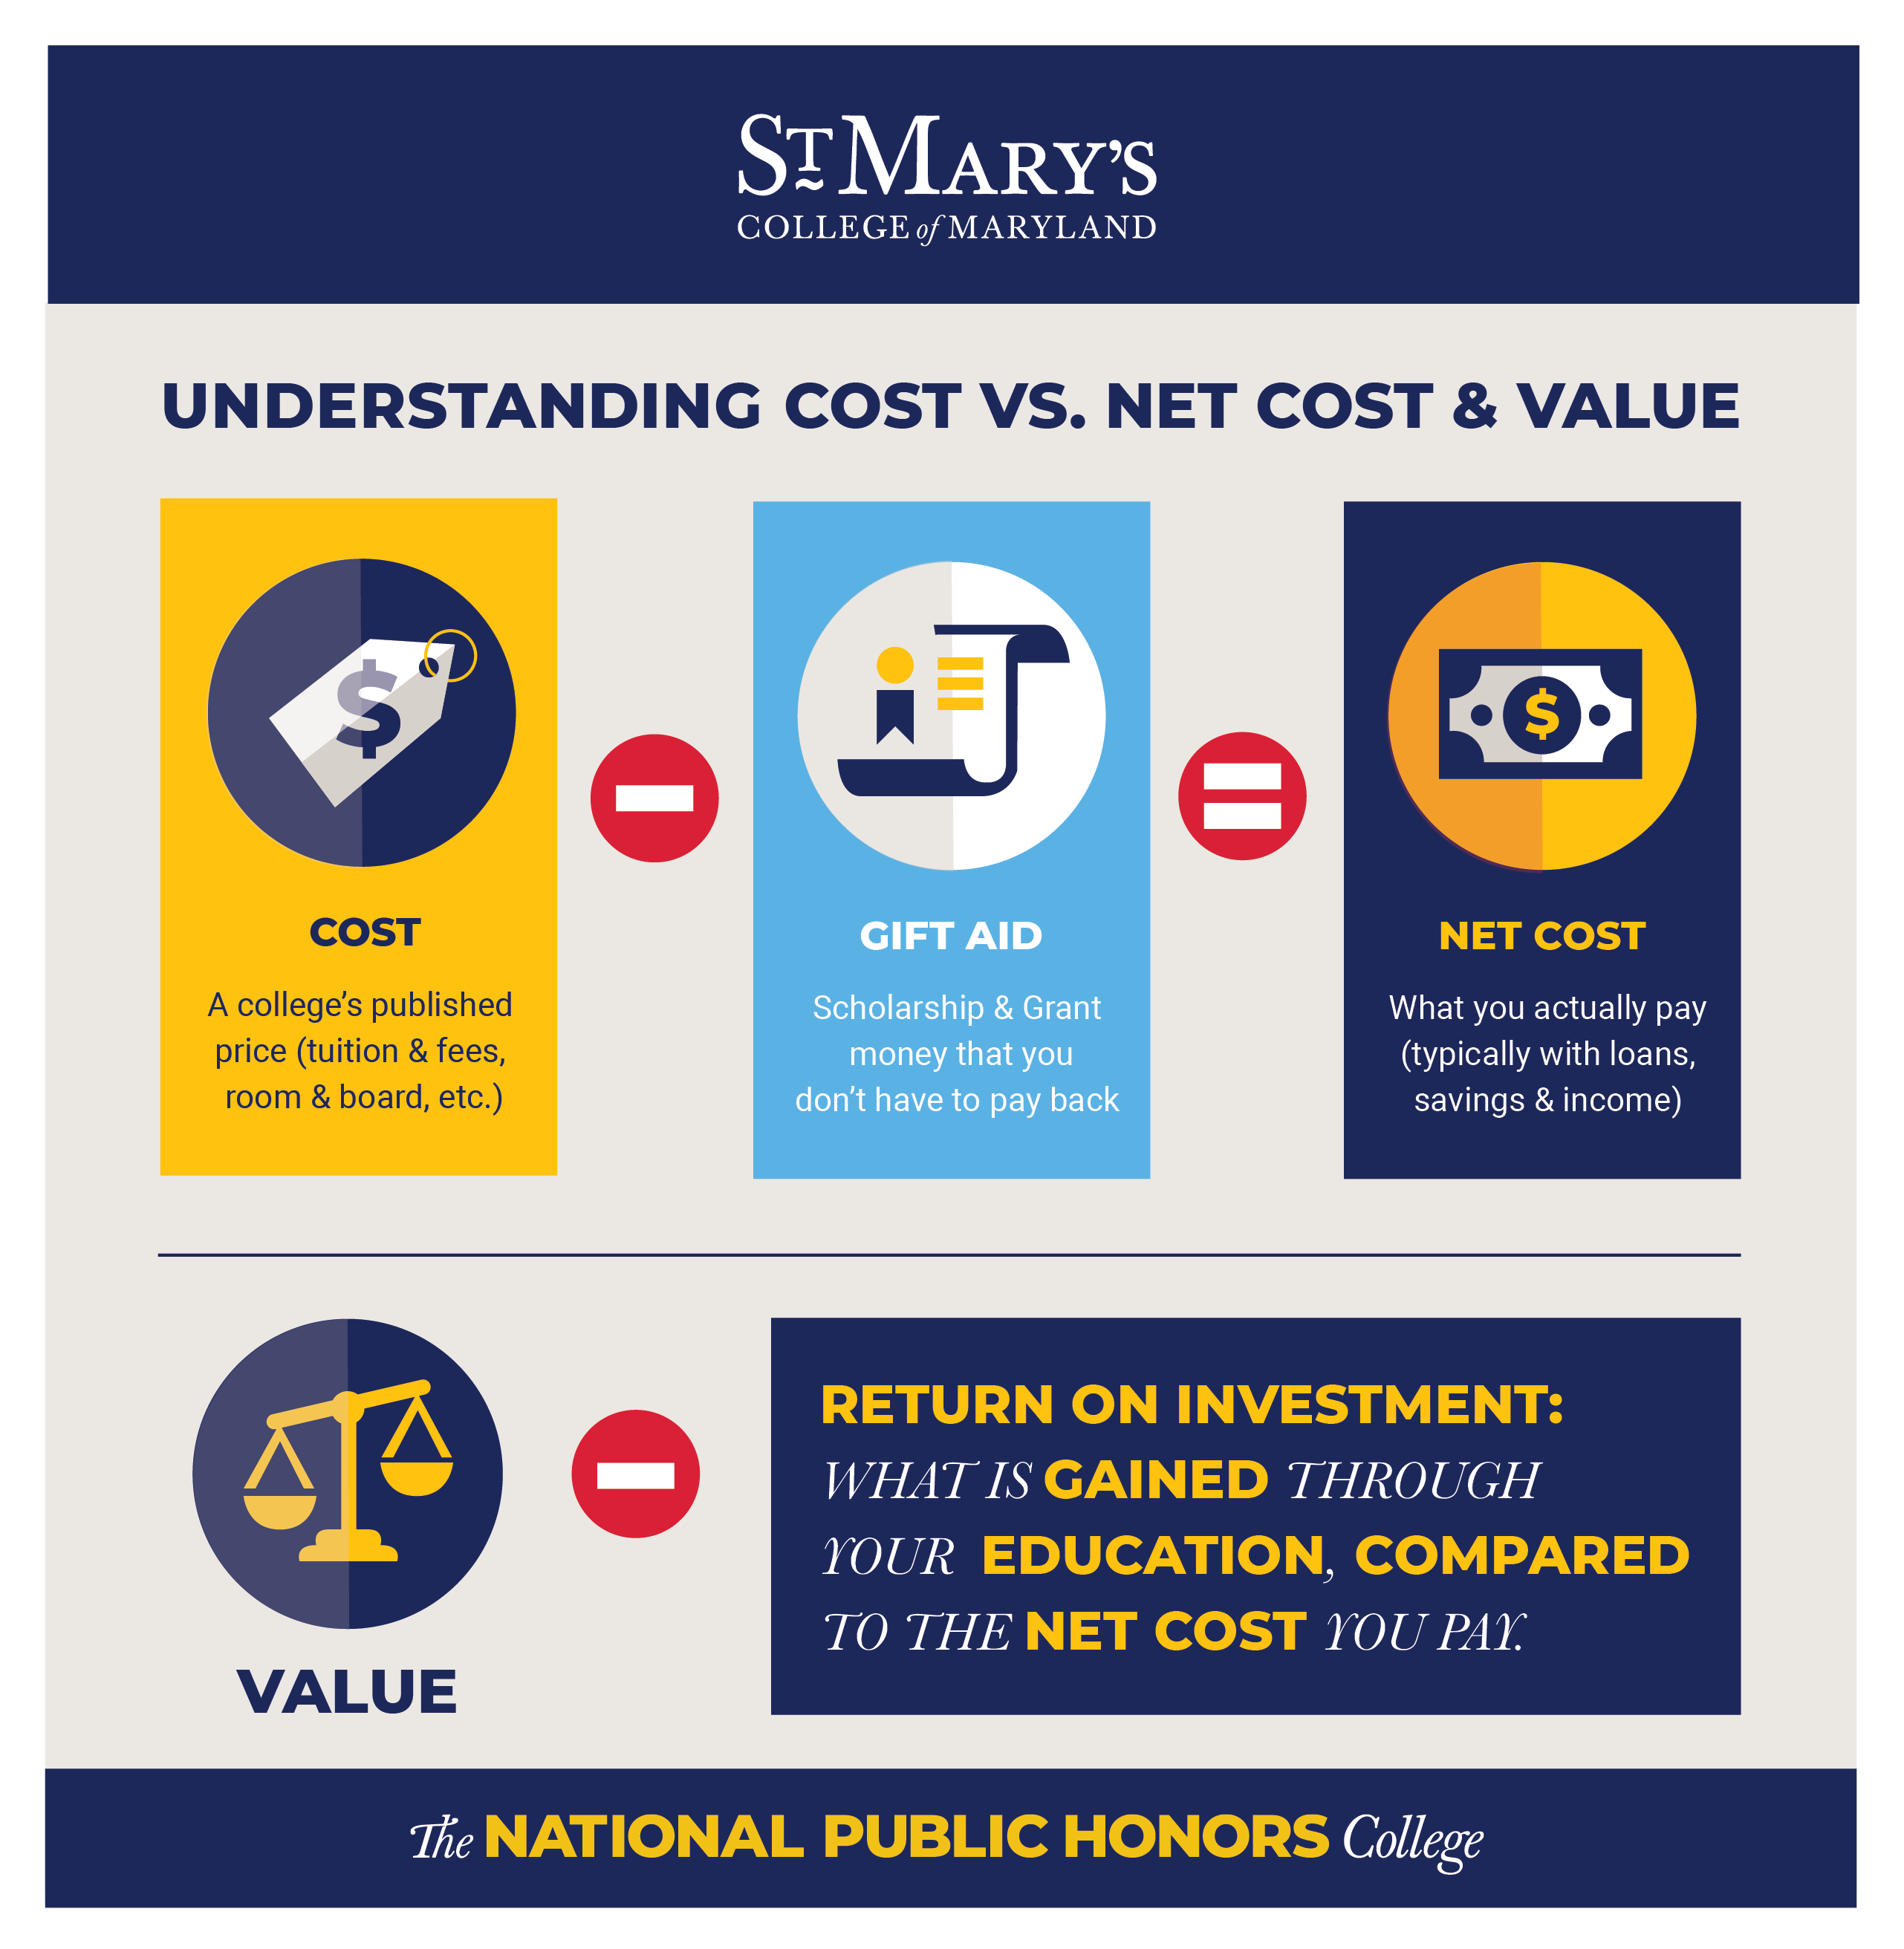 ST MARY'S
COLLEGE of MARYLAND
UNDERSTANDING COST VS. NET COST & VALUE
$
COST
A college's published
price (tuition & fees,
room & board, etc.)
GIFT AID
Scholarship & Grant
money that you
don't have to pay back
$
NET COST
What you actually pay
(typically with loans,
savings & income)
VALUE
RETURN ON INVESTMENT:
WHAT IS GAINED THROUGH
YOUR EDUCATION, COMPARED
TO THE NET COST YOU PAY.
The NATIONAL PUBLIC HONORS College